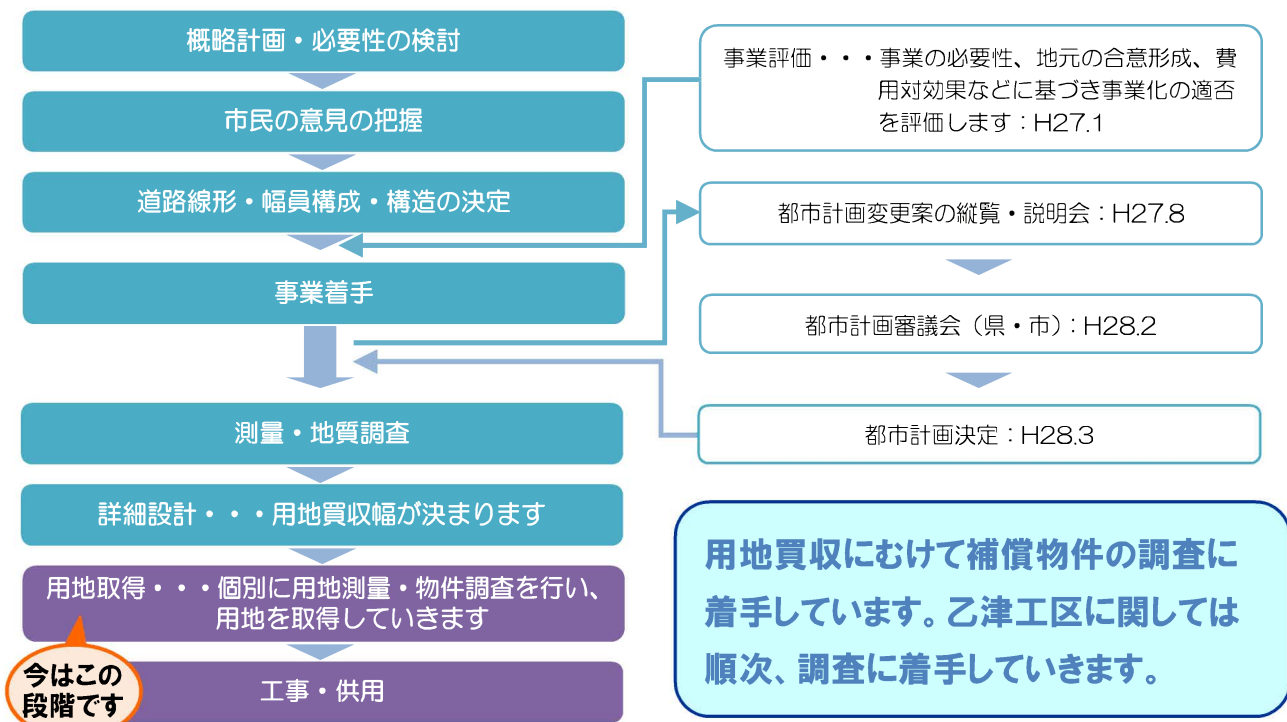 概略計画・必要性の検討
市民の意見の把握
道路線形・幅員構成・構造の決定
事業着手
測量・地質調査
詳細設計・・・用地買収幅が決まります
用地取得・・・個別に用地測量・物件調査を行い、
用地を取得していきます
今はこの
段階です
工事・供用
事業評価・・・事業の必要性、地元の合意形成、費
用対効果などに基づき事業化の適否
を評価します：H27.1
都市計画変更案の縦覧・説明会：H27.8
都市計画審議会（県・市）：H28.2
都市計画決定：H28.3
用地買収にむけて補償物件の調査に
着手しています。乙津工区に関しては
順次、調査に着手していきます。